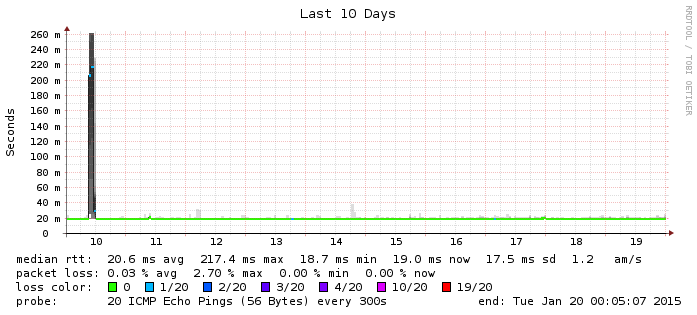 Last 10 Days
RRDTOOL / TOBI OETIKER
Seconds
260 m
240 m
220 m
200 m
180 m
160 m
140 m
120 m
100 m
80 m
60 m
40 m
20 m
0
10 11 12 13 14 15 16 17 18 19
median rtt: 20.6 ms avg 217.4 ms max 18.7 ms min 19.0 ms now 17.5 ms sd 1.2 am/s
packet loss: 0.03 % avg 2.70 % max 0.00 % min 0.00 % now
loss color: 0 1/20 2/20 3/20 4/20 10/20 19/20
probe: 20 ICMP Echo Pings (56 Bytes) every 300s end: Tue Jan 20 00:05:07 2015